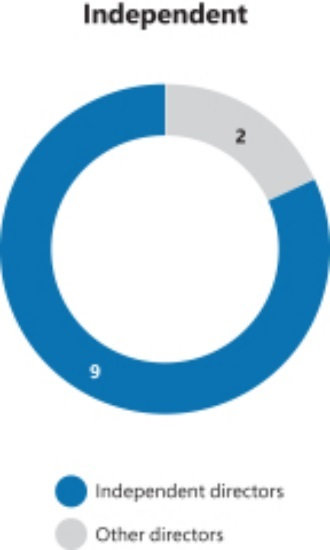 Independent
2
9
Independent directors
Other directors